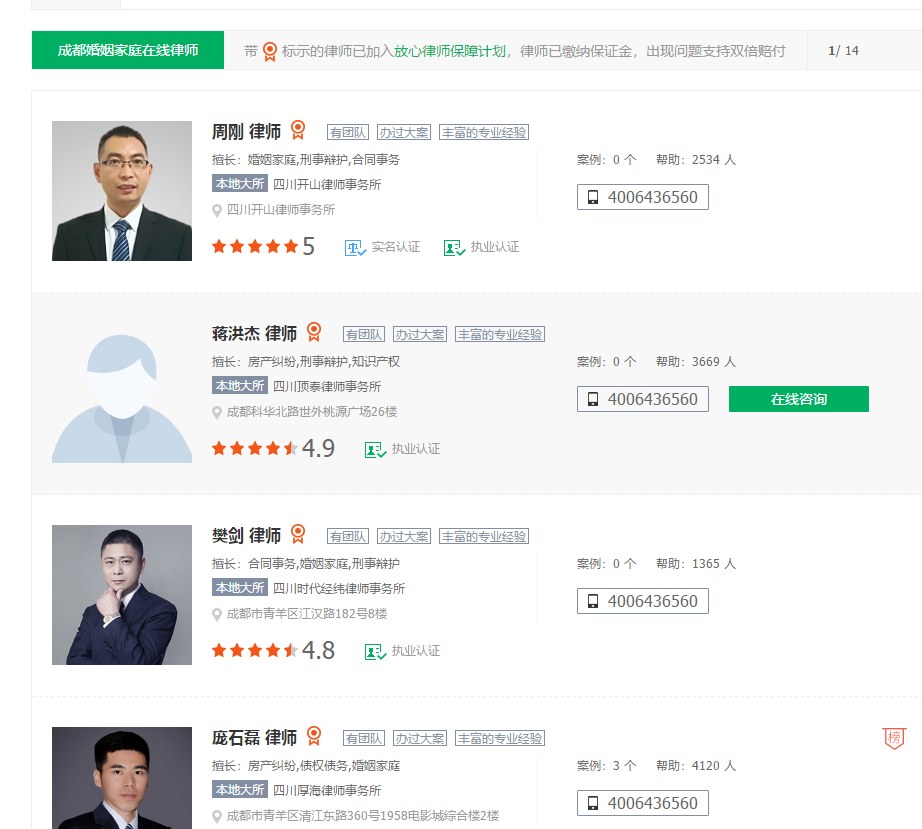 成都婚姻家庭在线律师 带 标示的律师已加入放心律师保障计划，律师已缴纳保证金，出现问题支持双倍赔付 1/ 14
周刚 律师 有团队 办过大案 丰富的专业经验
擅长：婚姻家庭,刑事辩护,合同事务 案例：0 个 帮助：2534 人
本地大所 四川开山律师事务所 4006436560
四川开山律师事务所
5 实名认证 执业认证
蒋洪杰 律师 有团队 办过大案 丰富的专业经验
擅长：房产纠纷,刑事辩护,知识产权 案例：0 个 帮助：3669 人
本地大所 四川顶泰律师事务所 4006436560 在线咨询
成都科华北路世外桃源广场26楼
4.9 执业认证
樊剑 律师 有团队 办过大案 丰富的专业经验
擅长：合同事务,婚姻家庭,刑事辩护 案例：0 个 帮助：1365 人
本地大所 四川时代经纬律师事务所 4006436560
成都市青羊区江汉路182号8楼
4.8 执业认证
庞石磊 律师 有团队 办过大案 丰富的专业经验 榜
擅长：房产纠纷,债权债务,婚姻家庭 案例：3 个 帮助：4120 人
本地大所 四川厚海律师事务所 4006436560
成都市青羊区清江东路360号1958电影城综合楼2楼